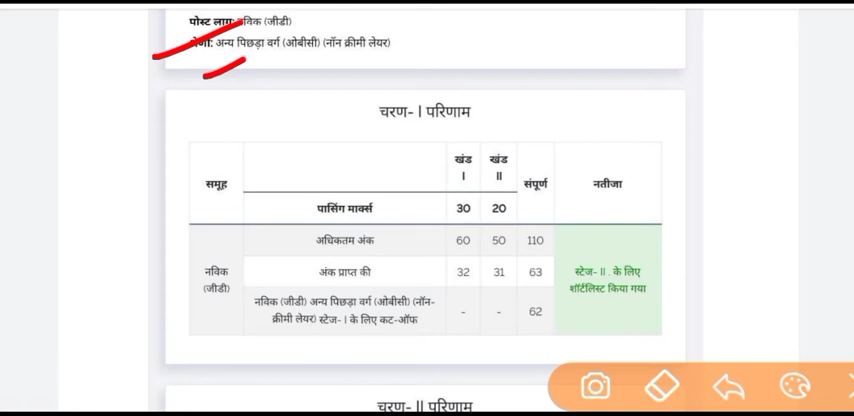 पोस्ट लागू: नविक (जीडी)
श्रेणी: अन्य पिछड़ा वर्ग (ओबीसी) (नॉन क्रीमी लेयर)
चरण- I परिणाम
समूह खंड I खंड II संपूर्ण नतीजा
पासिंग मार्क्स 30 20
अधिकतम अंक 60 50 110
नविक (जीडी) अंक प्राप्त की 32 31 63 स्टेज- II . के लिए शॉर्टलिस्ट किया गया
नविक (जीडी) अन्य पिछड़ा वर्ग (ओबीसी) (नॉन-
क्रीमी लेयर) स्टेज- I के लिए कट-ऑफ - - 62
चरण- II परिणाम